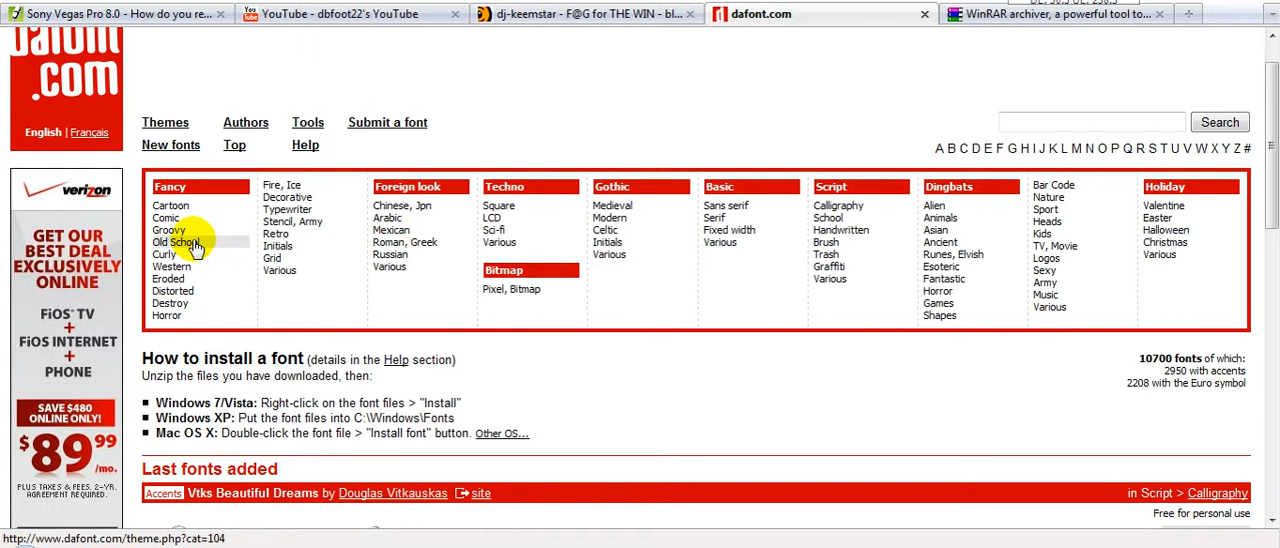 Sony Vegas Pro 8.0 - How do you re...
YouTube - dbfoot22's YouTube
dj-keemstar - F@G for THE WIN - bl...
dafont.com
WinRAR archiver, a powerful tool to...
dafont
.com
English | Français
Themes Authors Tools Submit a font
New fonts Top Help
Search
A B C D E F G H I J K L M N O P Q R S T U V W X Y Z #
Fancy
Cartoon
Comic
Groovy
Old School
Curly
Western
Eroded
Distorted
Destroy
Horror
Fire, Ice
Decorative
Typewriter
Stencil, Army
Retro
Initials
Grid
Various
Foreign look
Chinese, Jpn
Arabic
Mexican
Roman, Greek
Russian
Various
Techno
Square
LCD
Sci-fi
Various
Bitmap
Pixel, Bitmap
Gothic
Medieval
Modern
Celtic
Initials
Various
Basic
Sans serif
Serif
Fixed width
Various
Script
Calligraphy
School
Handwritten
Brush
Trash
Graffiti
Various
Dingbats
Alien
Animals
Asian
Ancient
Runes, Elvish
Esoteric
Fantastic
Horror
Games
Shapes
Bar Code
Nature
Sport
Heads
Kids
TV, Movie
Logos
Sexy
Army
Music
Various
Holiday
Valentine
Easter
Halloween
Christmas
Various
verizon
GET OUR
BEST DEAL
EXCLUSIVELY
ONLINE
FiOS TV
+
FiOS INTERNET
+
PHONE
SAVE $480
ONLINE ONLY!
$89.99
/mo.
PLUS TAXES & FEES. 2-YR.
AGREEMENT REQUIRED.
How to install a font (details in the Help section)
Unzip the files you have downloaded, then:
Windows 7/Vista: Right-click on the font files > "Install"
Windows XP: Put the font files into C:\Windows\Fonts
Mac OS X: Double-click the font file > "Install font" button. Other OS...
10700 fonts of which:
2950 with accents
2208 with the Euro symbol
Last fonts added
Accents Vtks Beautiful Dreams by Douglas Vitkauskas site
in Script > Calligraphy
Free for personal use
http://www.dafont.com/theme.php?cat=104